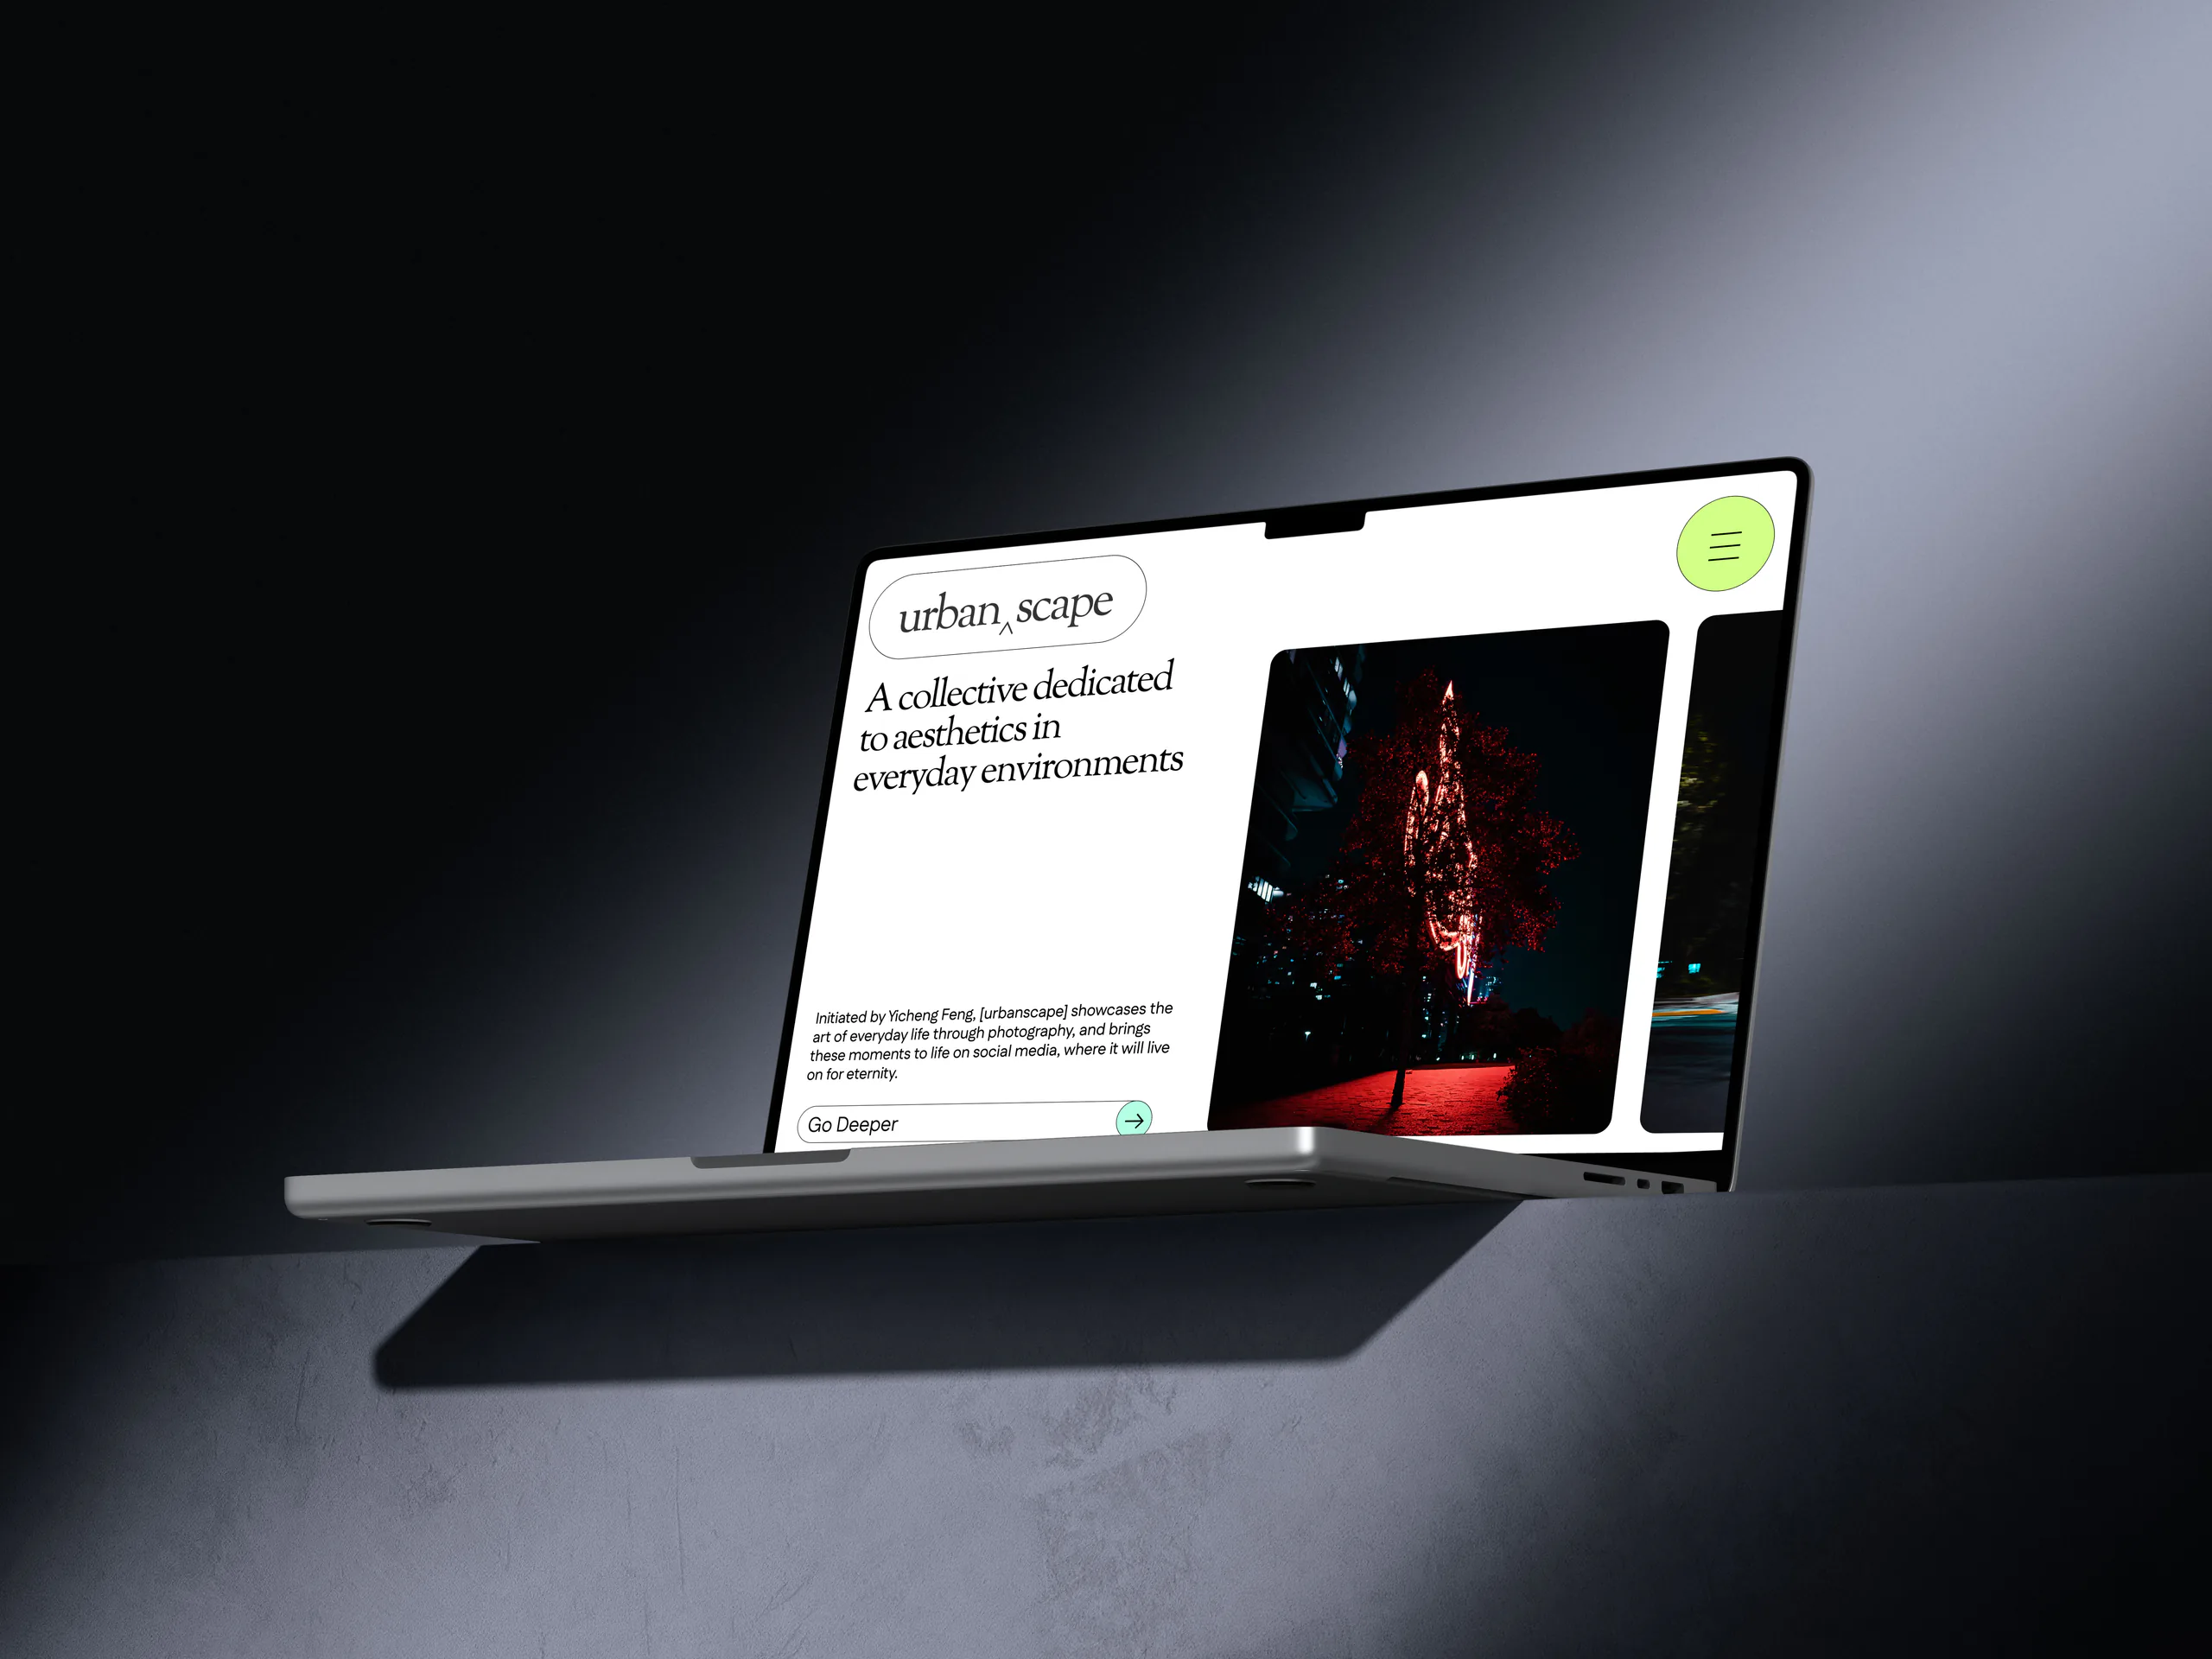 urban‸scape
A collective dedicated
to aesthetics in
everyday environments
Initiated by Yicheng Feng, [urbanscape] showcases the
art of everyday life through photography, and brings
these moments to life on social media, where it will live
on for eternity.
Go Deeper